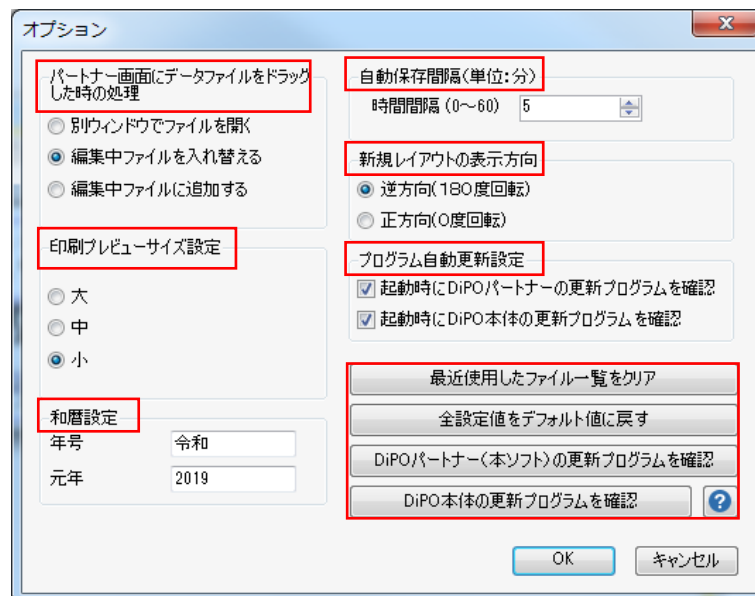 オプション
パートナー画面にデータファイルをドラッグ
した時の処理
別ウィンドウでファイルを開く
編集中ファイルを入れ替える
編集中ファイルに追加する
印刷プレビューサイズ設定
大
中
小
和暦設定
年号 令和
元年 2019
自動保存間隔(単位:分)
時間間隔 (0～60) 5
新規レイアウトの表示方向
逆方向(180度回転)
正方向(0度回転)
プログラム自動更新設定
起動時にDiPOパートナーの更新プログラムを確認
起動時にDiPO本体の更新プログラムを確認
最近使用したファイル一覧をクリア
全設定値をデフォルト値に戻す
DiPOパートナー(本ソフト)の更新プログラムを確認
DiPO本体の更新プログラムを確認 ?
OK キャンセル